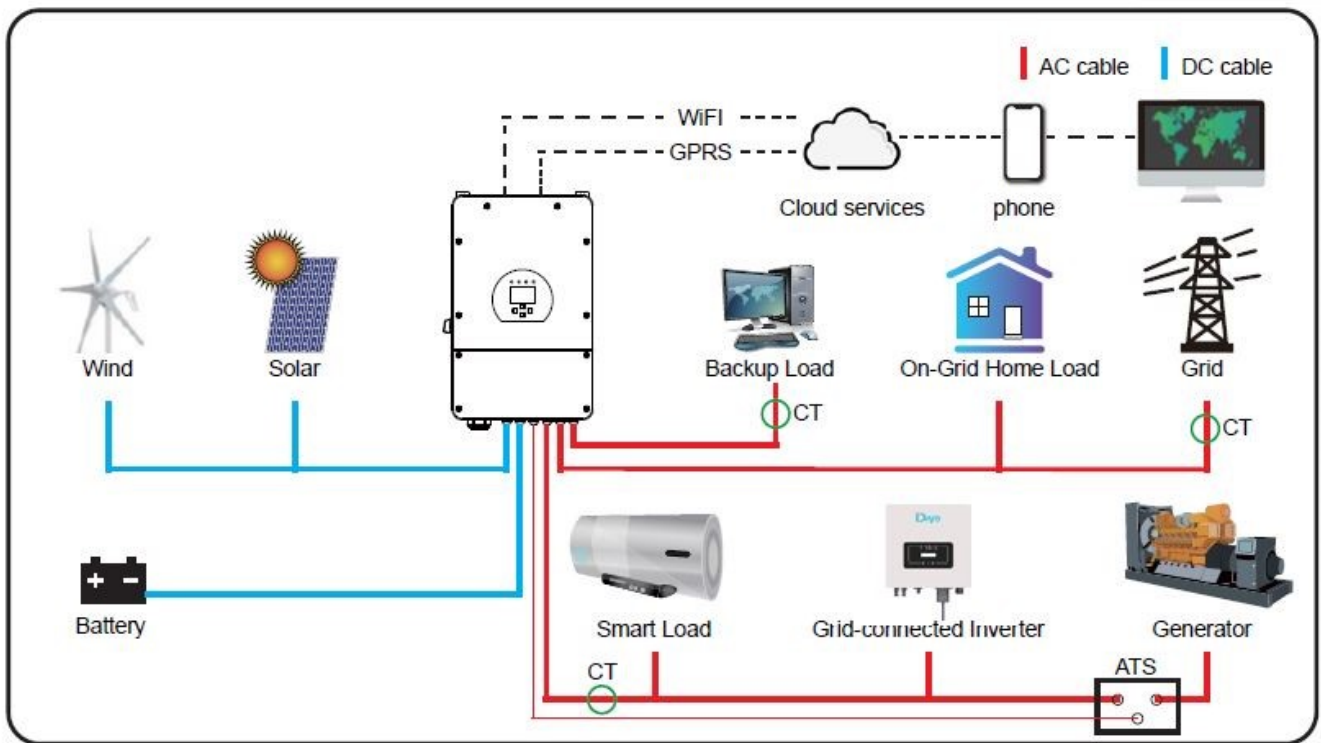 AC cable
DC cable
WiFI
GPRS
Cloud services
phone
Wind
Solar
Backup Load
On-Grid Home Load
Grid
CT
CT
Battery
Smart Load
Grid-connected Inverter
Generator
CT
ATS